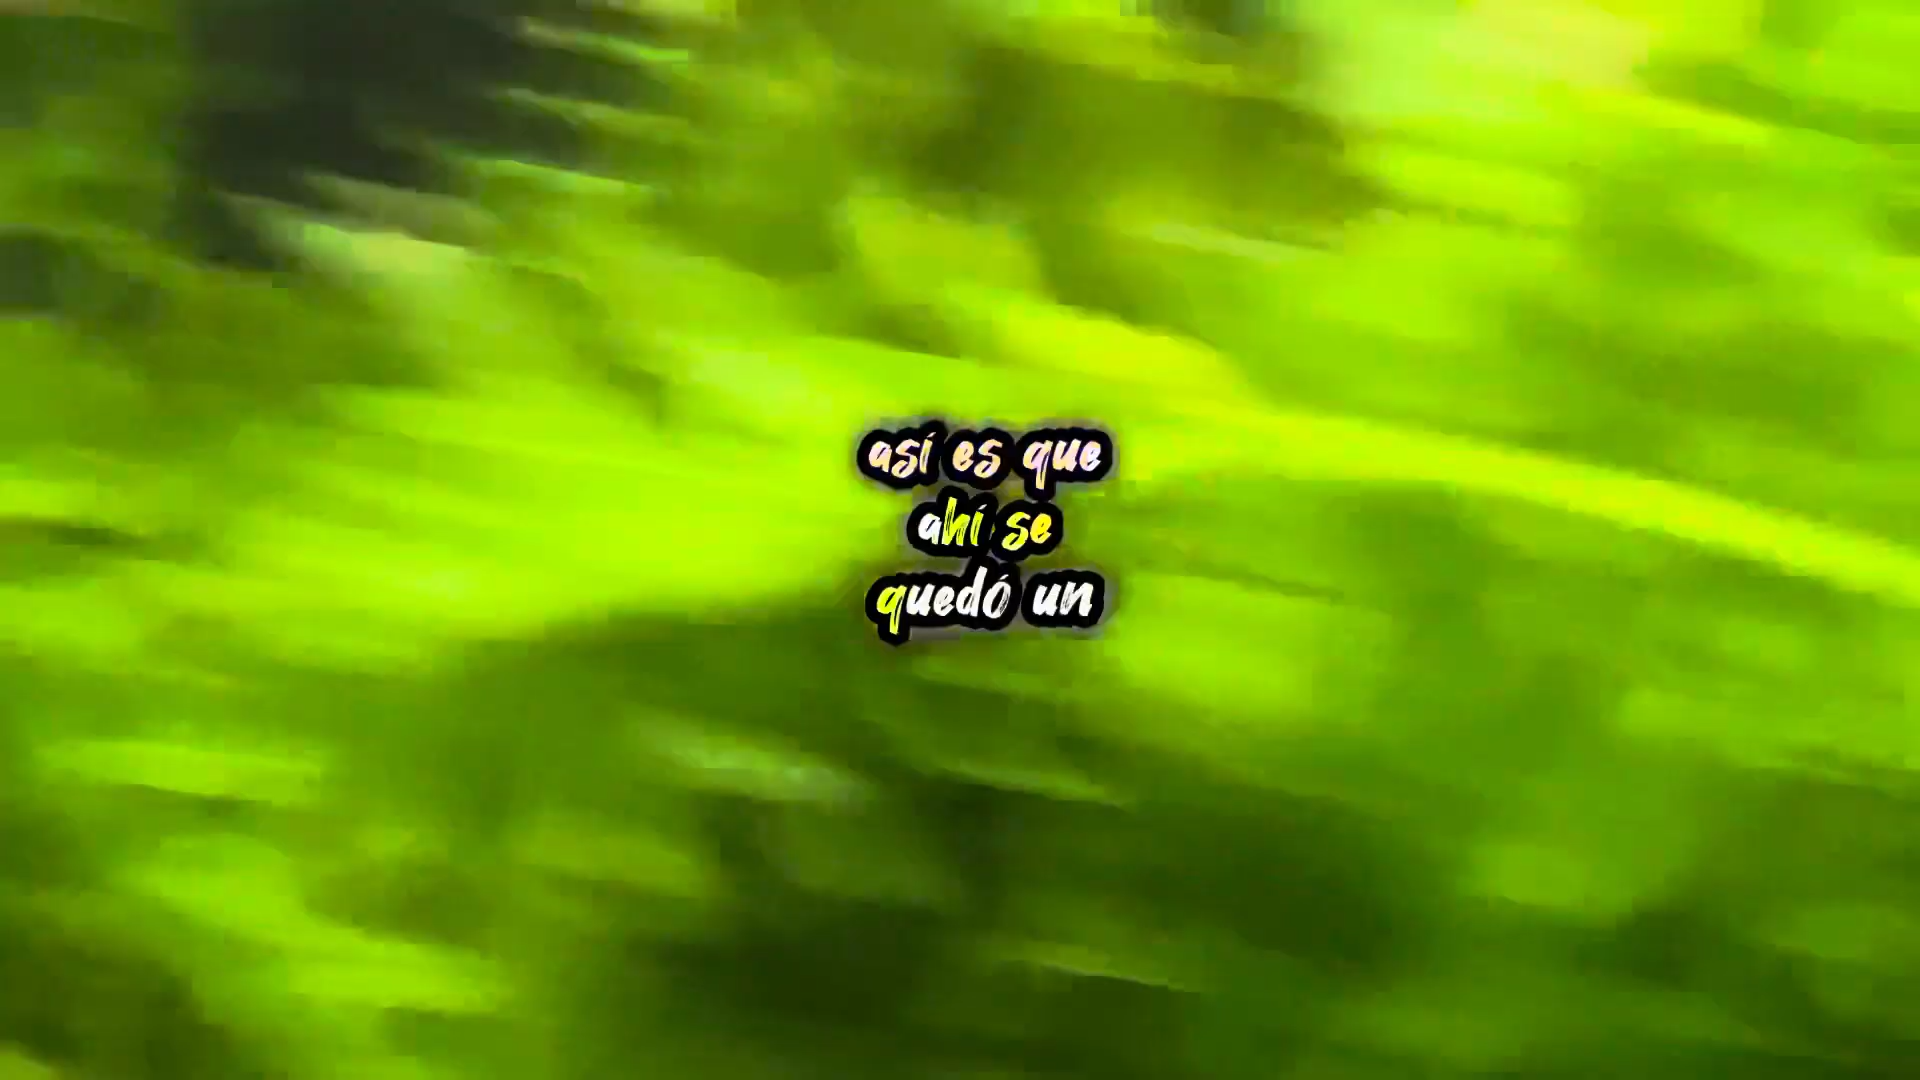 así es que
ahí se
quedó un